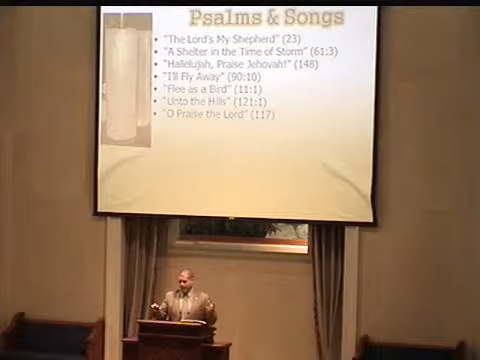 Psalms & Songs
• "The Lord's My Shepherd" (23)
• "A Shelter in the Time of Storm" (61:3)
• "Hallelujah, Praise Jehovah!" (148)
• "I'll Fly Away" (90:10)
• "Flee as a Bird" (11:1)
• "Unto the Hills" (121:1)
• "O Praise the Lord" (117)